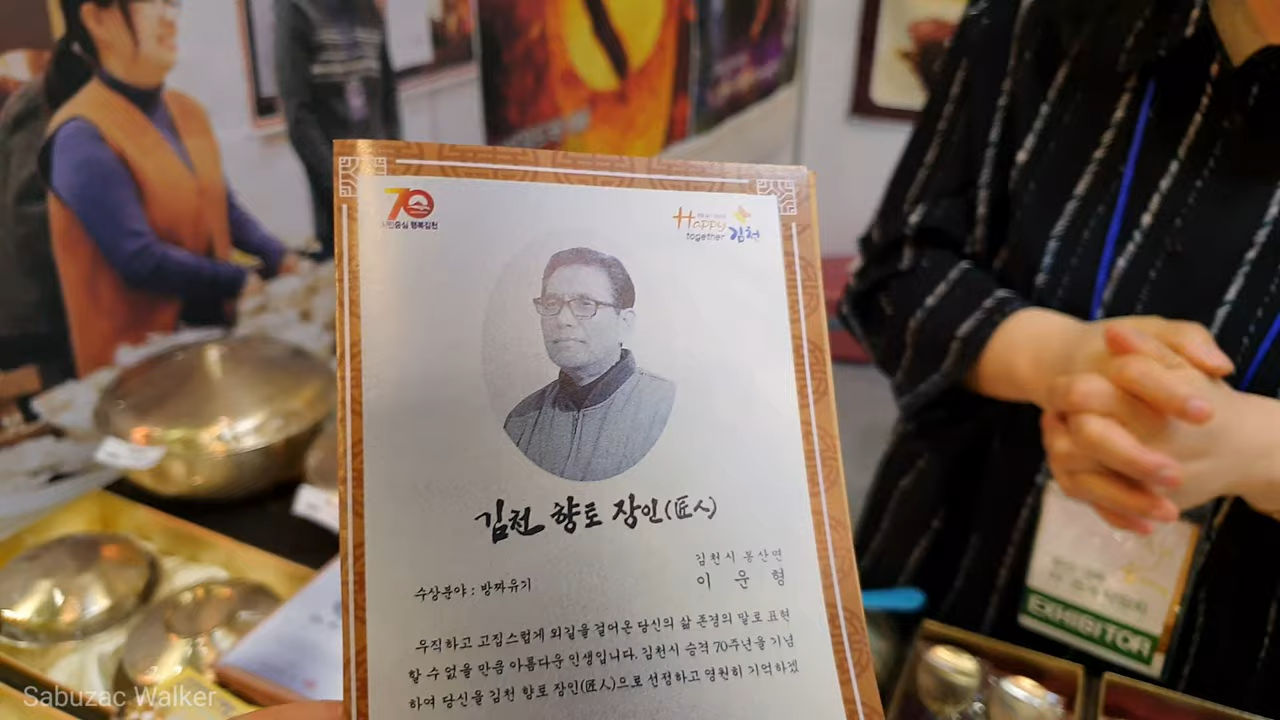 70
시민중심 행복김천
Happy
together 김천
김천 향토 장인(匠人)
김천시 봉산면
이 운 형
수상분야 : 방짜유기
우직하고 고집스럽게 외길을 걸어온 당신의 삶 존경의 말로 표현
할 수 없을 만큼 아름다운 인생입니다. 김천시 승격 70주년을 기념
하여 당신을 김천 향토 장인(匠人)으로 선정하고 영원히 기억하겠
EXHIBITOR
Sabuzac Walker